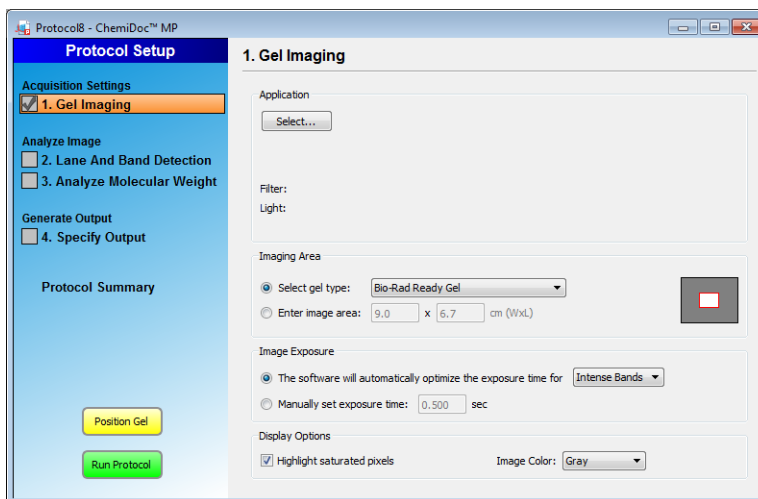 Protocol8 - ChemiDoc™ MP
Protocol Setup
Acquisition Settings
1. Gel Imaging
Analyze Image
2. Lane And Band Detection
3. Analyze Molecular Weight
Generate Output
4. Specify Output
Protocol Summary
Position Gel
Run Protocol
1. Gel Imaging
Application
Select...
Filter:
Light:
Imaging Area
Select gel type: Bio-Rad Ready Gel
Enter image area: 9.0 x 6.7 cm (WxL)
Image Exposure
The software will automatically optimize the exposure time for Intense Bands
Manually set exposure time: 0.500 sec
Display Options
Highlight saturated pixels Image Color: Gray